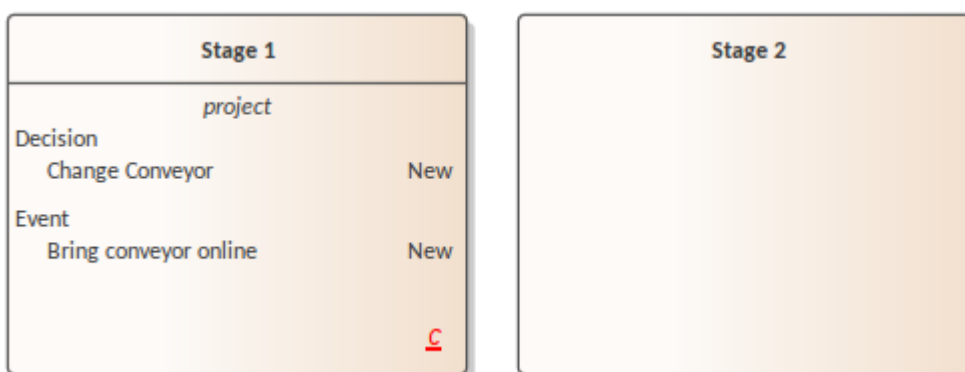 Stage 1
project
Decision
Change Conveyor New
Event
Bring conveyor online New
C
Stage 2